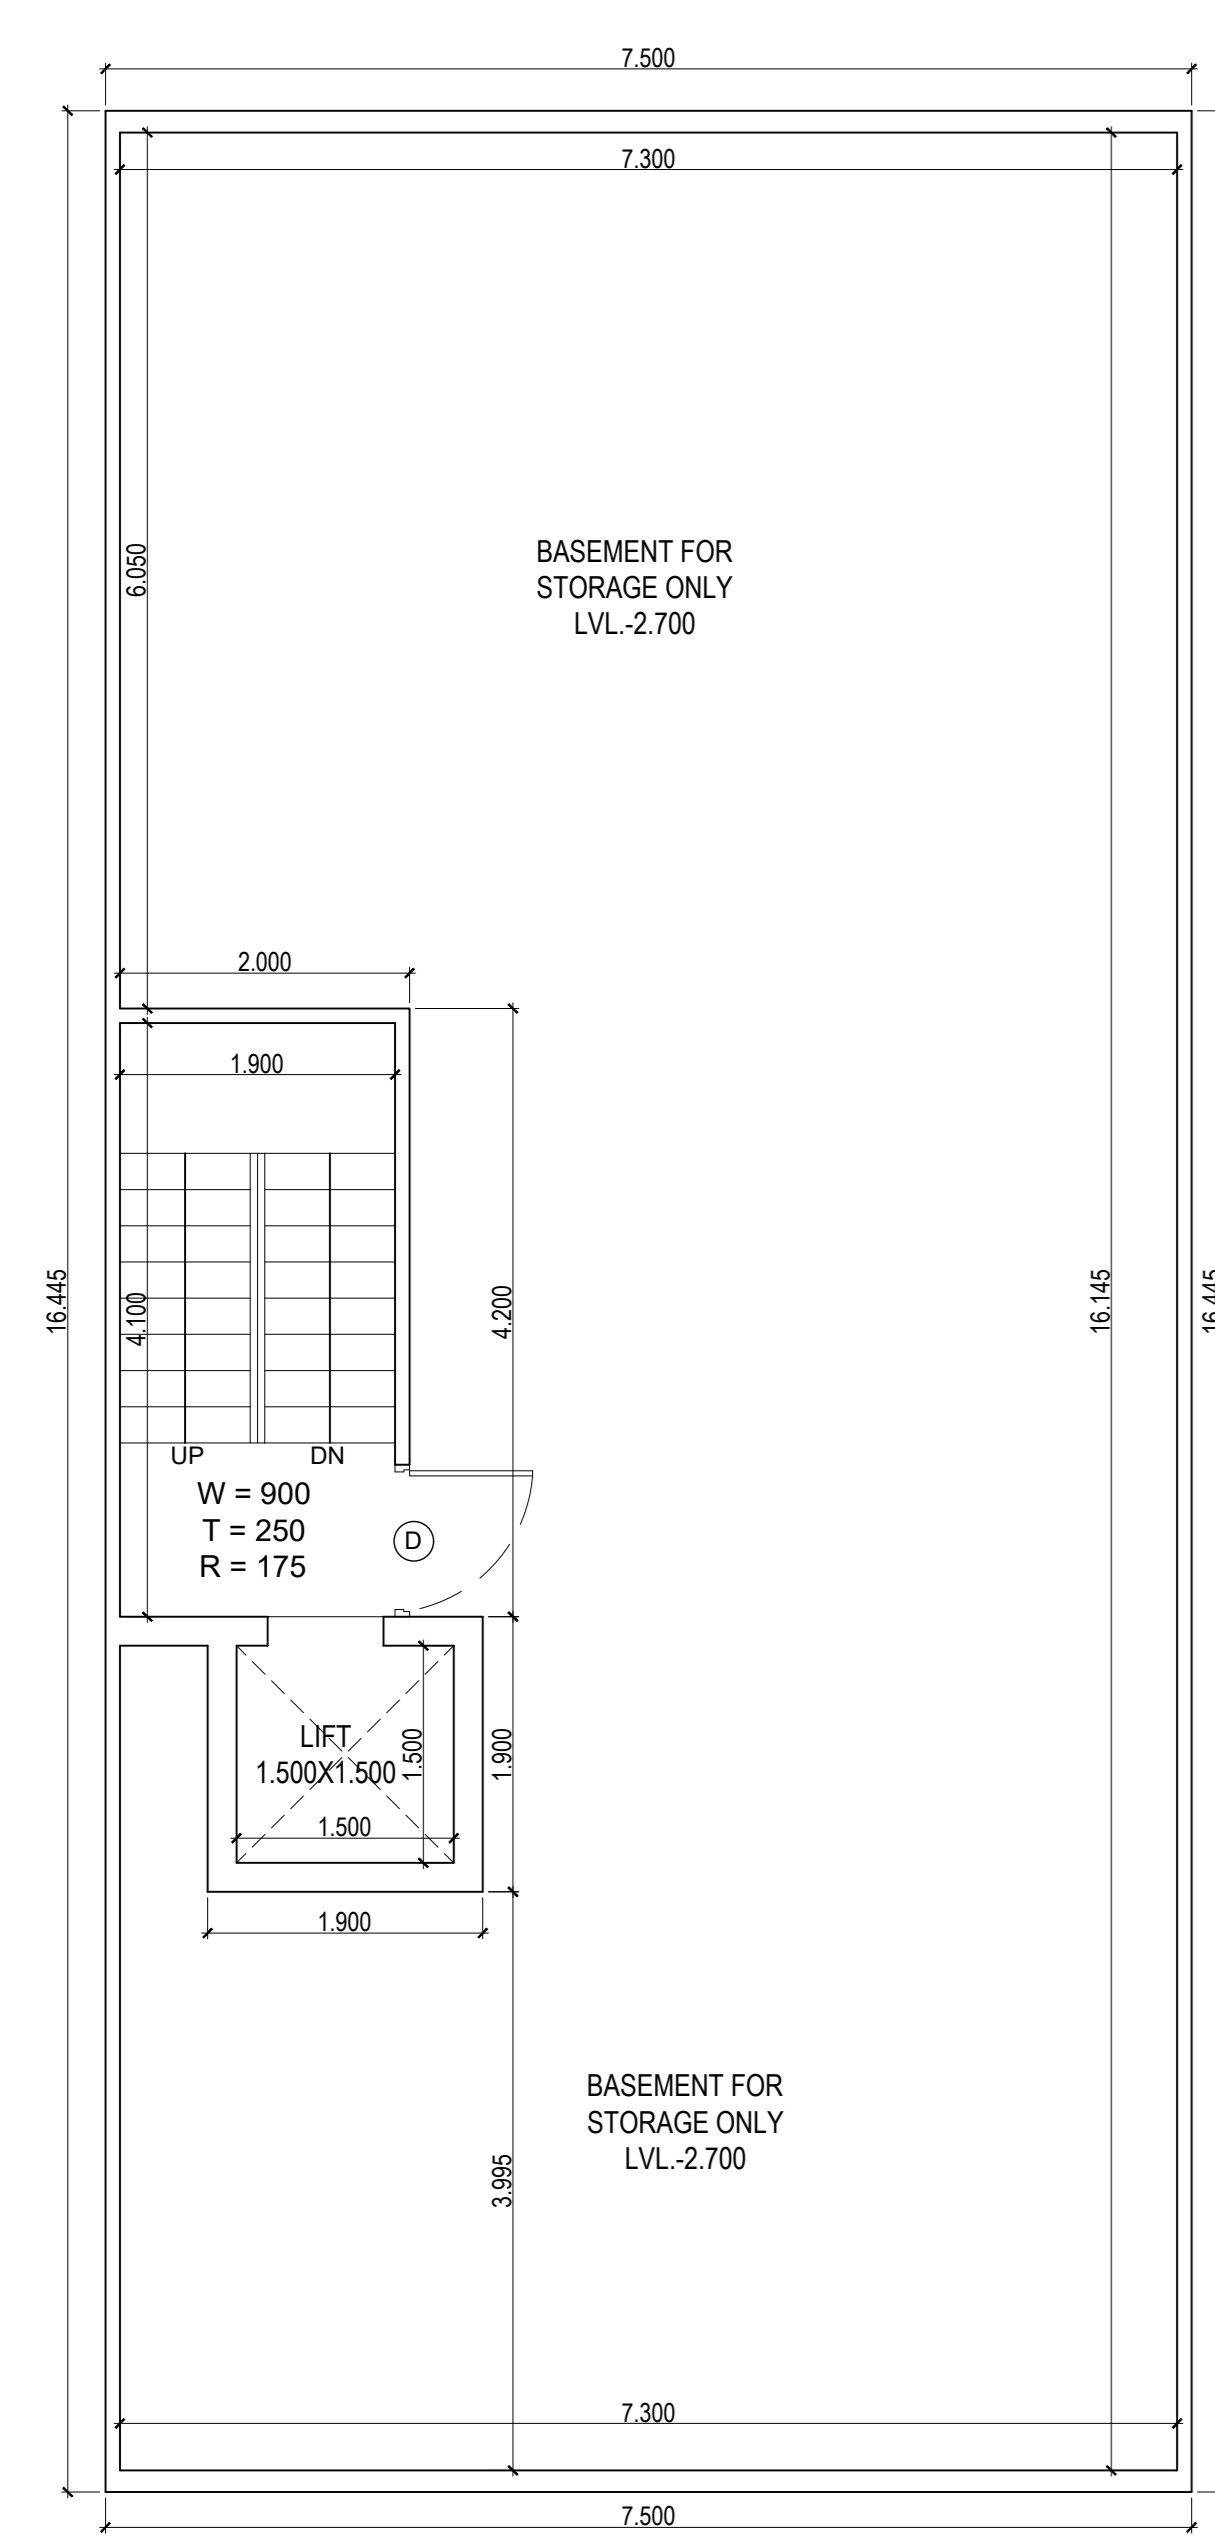 7.500
7.300
BASEMENT FOR
STORAGE ONLY
LVL.-2.700
6.050
2.000
1.900
16.445
4.100
4.200
16.145
16.445
UP
DN
W = 900
T = 250
R = 175
D
LIFT
1.500X1.500
1.500
1.900
1.500
1.900
BASEMENT FOR
STORAGE ONLY
LVL.-2.700
3.995
7.300
7.500